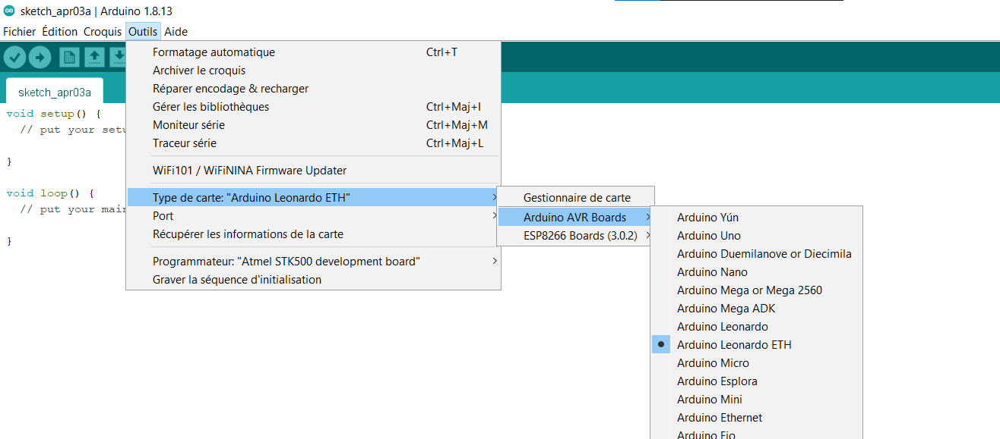 sketch_apr03a | Arduino 1.8.13
Fichier Édition Croquis Outils Aide
sketch_apr03a
void setup() {
// put your setu
}
void loop() {
// put your main
}
Formatage automatique Ctrl+T
Archiver le croquis
Réparer encodage & recharger
Gérer les bibliothèques Ctrl+Maj+I
Moniteur série Ctrl+Maj+M
Traceur série Ctrl+Maj+L
WiFi101 / WiFiNINA Firmware Updater
Type de carte: "Arduino Leonardo ETH"
Port
Récupérer les informations de la carte
Programmateur: "Atmel STK500 development board"
Graver la séquence d'initialisation
Gestionnaire de carte
Arduino AVR Boards
ESP8266 Boards (3.0.2)
Arduino Yún
Arduino Uno
Arduino Duemilanove or Diecimila
Arduino Nano
Arduino Mega or Mega 2560
Arduino Mega ADK
Arduino Leonardo
Arduino Leonardo ETH
Arduino Micro
Arduino Esplora
Arduino Mini
Arduino Ethernet
Arduino Fio